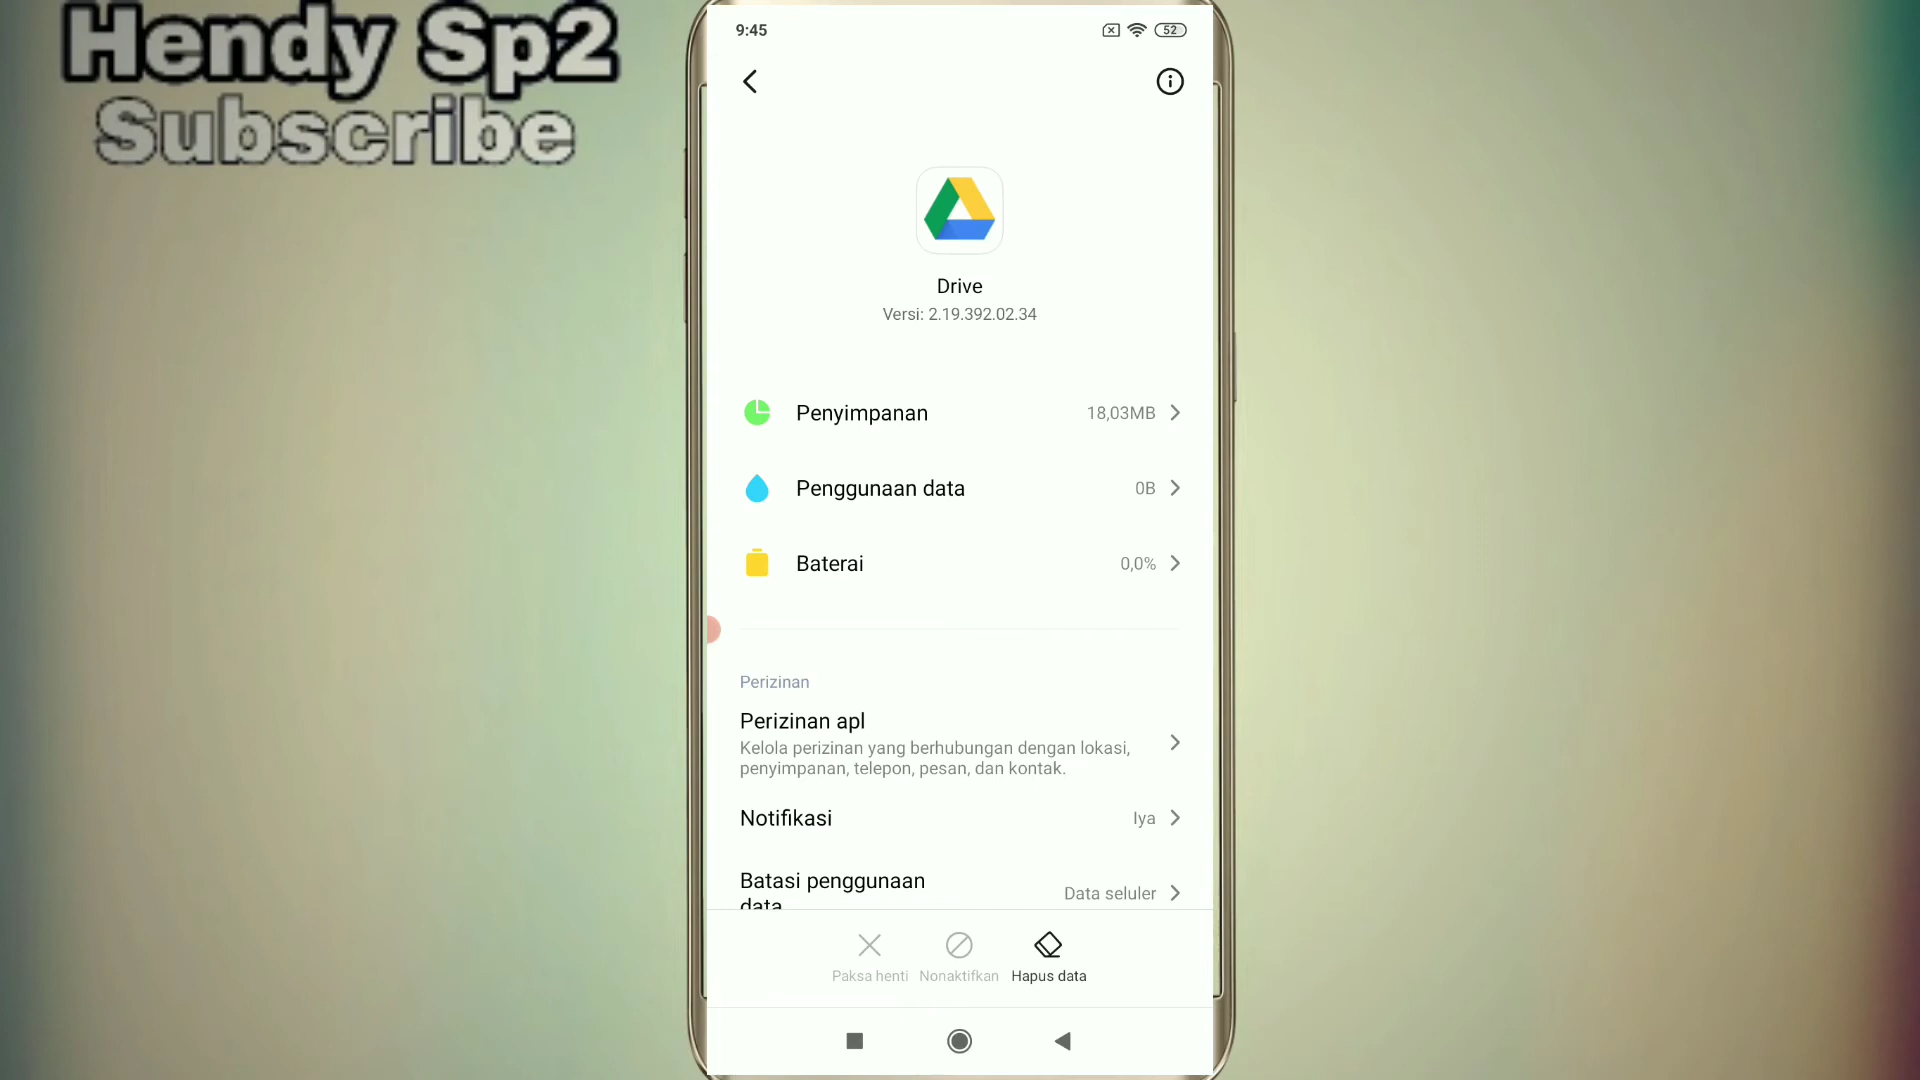 Hendy Sp2
Subscribe
9:45
52
Drive
Versi: 2.19.392.02.34
Penyimpanan 18,03MB
Penggunaan data 0B
Baterai 0,0%
Perizinan
Perizinan apl
Kelola perizinan yang berhubungan dengan lokasi,
penyimpanan, telepon, pesan, dan kontak.
Notifikasi Iya
Batasi penggunaan
data
Data seluler
Paksa henti Nonaktifkan Hapus data